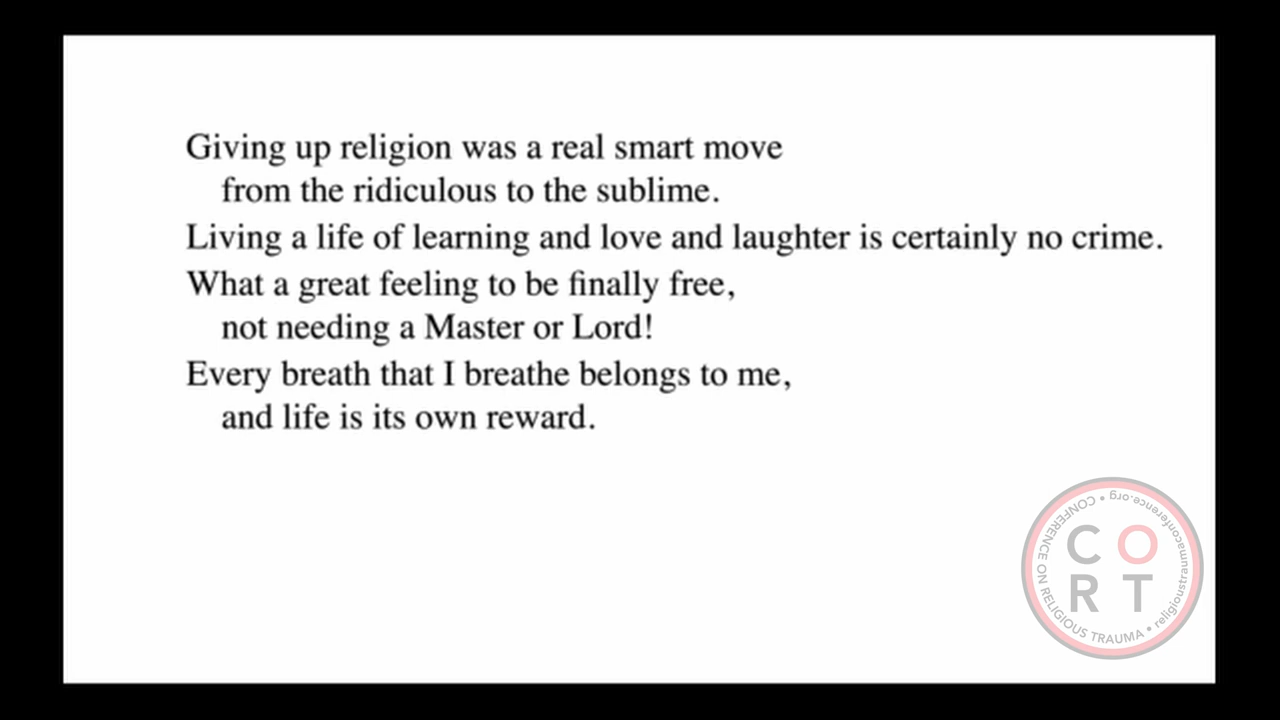 Giving up religion was a real smart move
from the ridiculous to the sublime.
Living a life of learning and love and laughter is certainly no crime.
What a great feeling to be finally free,
not needing a Master or Lord!
Every breath that I breathe belongs to me,
and life is its own reward.
C O
R T
CONFERENCE ON RELIGIOUS TRAUMA • religioustraumaconference.org •